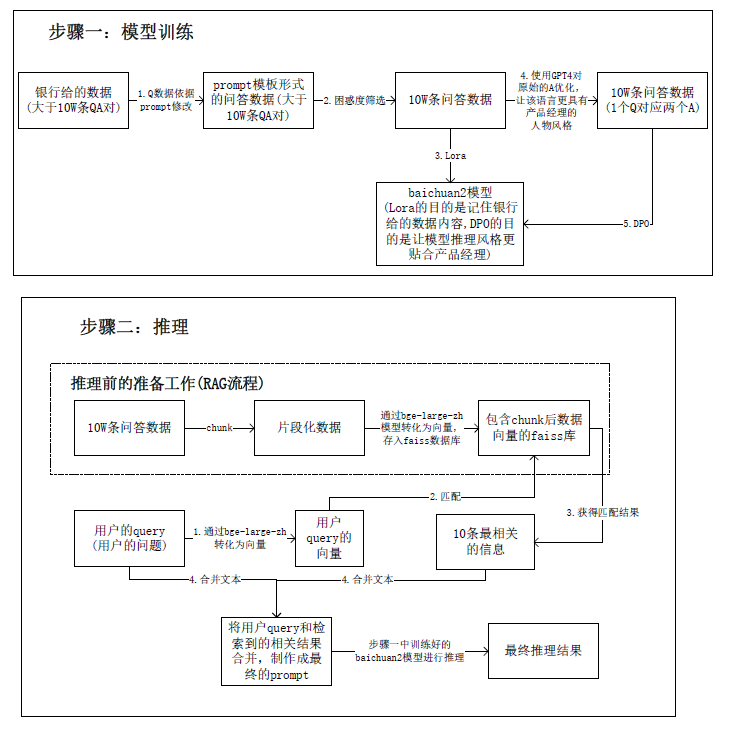 步骤一：模型训练
银行给的数据
(大于10W条QA对)
1.Q数据依据
prompt修改
prompt模板形式
的问答数据(大于
10W条QA对)
2.困惑度筛选
10W条问答数据
4.使用GPT4对
原始的A优化，
让该语言更具有
产品经理的
人物风格
10W条问答数据
(1个Q对应两个A)
3.Lora
baichuan2模型
(Lora的目的是记住银行
给的数据内容,DPO的目
的是让模型推理风格更
贴合产品经理)
5.DPO
步骤二：推理
推理前的准备工作(RAG流程)
10W条问答数据
chunk
片段化数据
通过bge-large-zh
模型转化为向量，
存入faiss数据库
包含chunk后数据
向量的faiss库
2.匹配
3.获得匹配结果
用户的query
(用户的问题)
1.通过bge-large-zh
转化为向量
用户
query的
向量
10条最相关
的信息
4.合并文本
4.合并文本
将用户query和检
索到的相关结果
合并，制作成最
终的prompt
步骤一中训练好的
baichuan2模型进行推理
最终推理结果